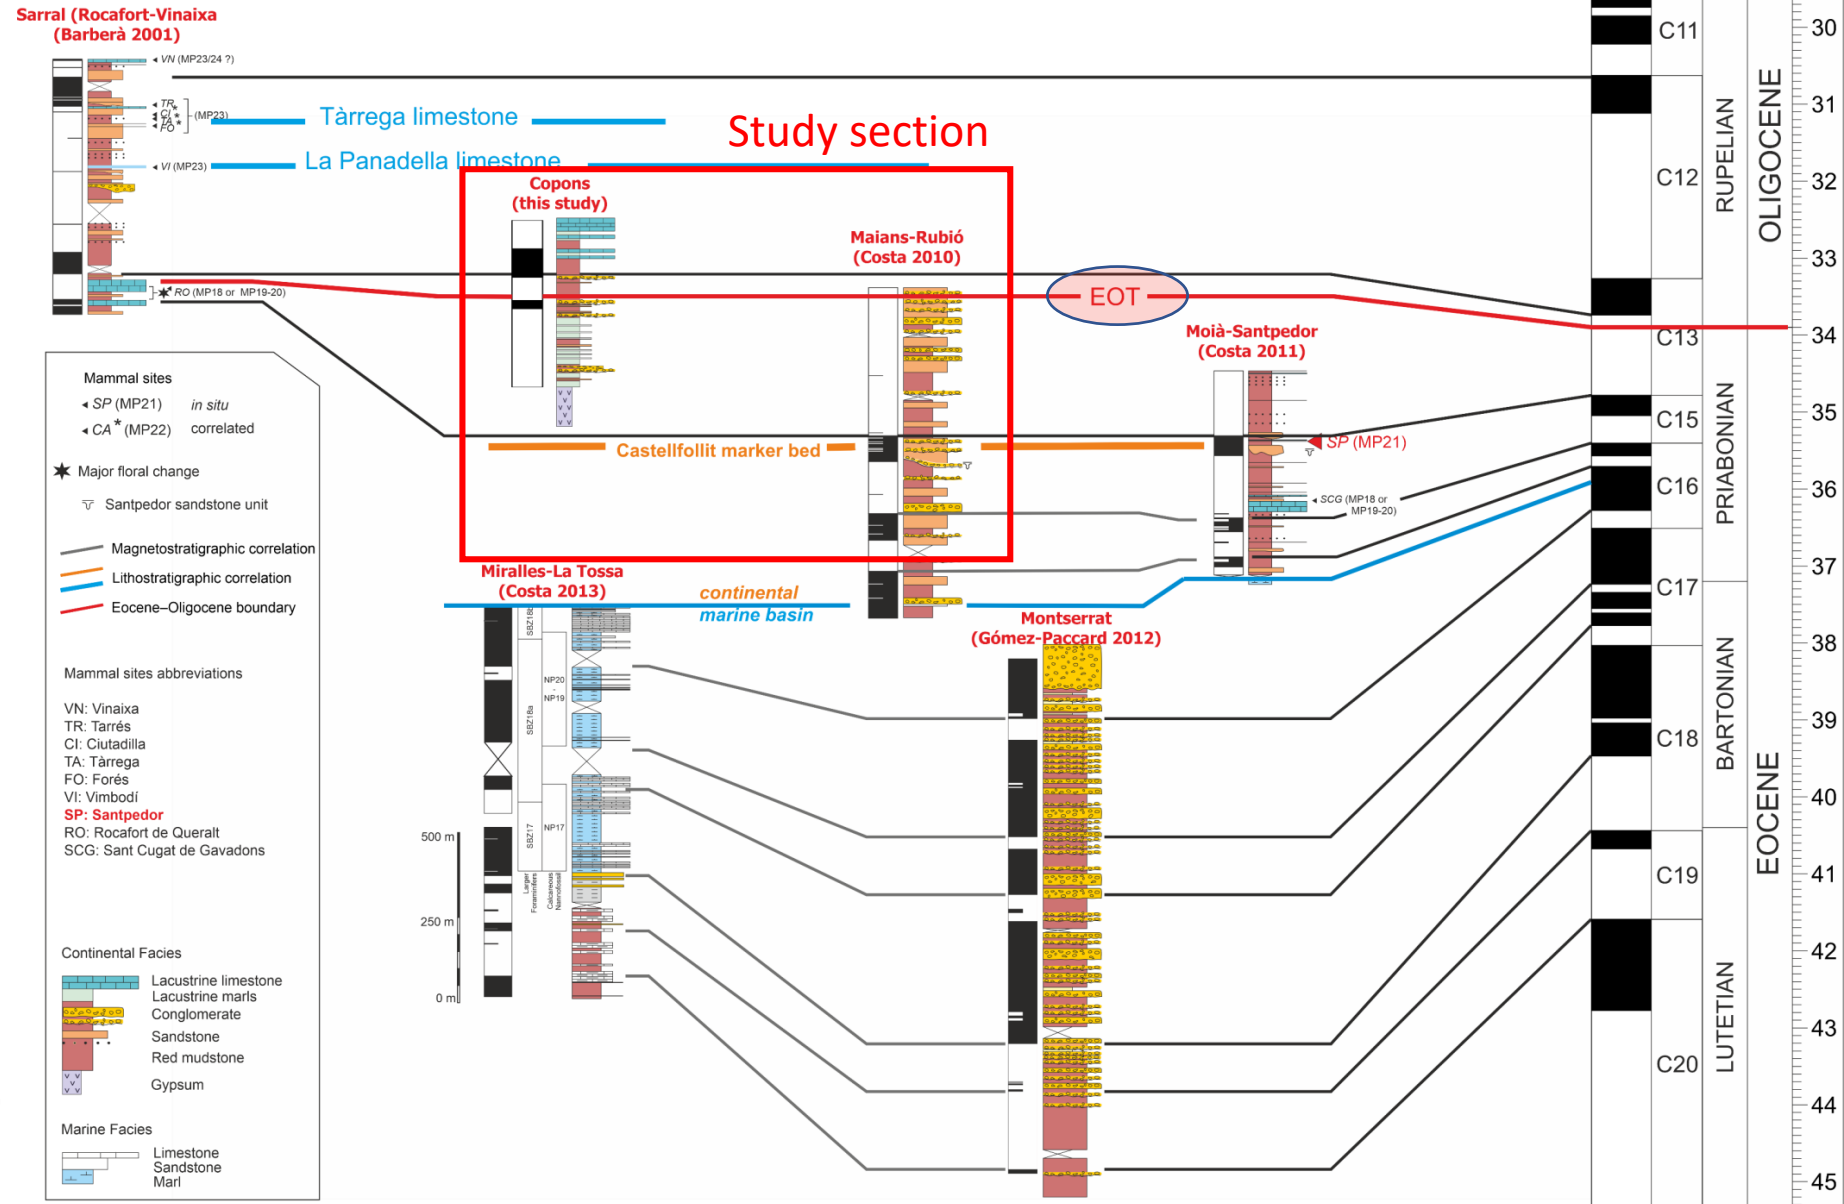 Sarral (Rocafort-Vinaixa
(Barberà 2001)
VN (MP23/24 ?)
TR
CI *
TA *
FO
(MP23)
VI (MP23)
RO (MP18 or MP19-20)
Tàrrega limestone
La Panadella limestone
Study section
Copons
(this study)
Maians-Rubió
(Costa 2010)
EOT
Moià-Santpedor
(Costa 2011)
SP (MP21)
SCG (MP18 or
MP19-20)
Castellfollit marker bed
Miralles-La Tossa
(Costa 2013)
continental
marine basin
Montserrat
(Gómez-Paccard 2012)
SBZ18b
SBZ18a
SBZ17
NP20
-
NP19
NP17
Larger
Foraminifers
Calcareous
Nannofossil
500 m
250 m
0 m
Mammal sites
SP (MP21) in situ
CA * (MP22) correlated
Major floral change
Santpedor sandstone unit
Magnetostratigraphic correlation
Lithostratigraphic correlation
Eocene–Oligocene boundary
Mammal sites abbreviations
VN: Vinaixa
TR: Tarrés
CI: Ciutadilla
TA: Tàrrega
FO: Forés
VI: Vimbodí
SP: Santpedor
RO: Rocafort de Queralt
SCG: Sant Cugat de Gavadons
Continental Facies
Lacustrine limestone
Lacustrine marls
Conglomerate
Sandstone
Red mudstone
Gypsum
Marine Facies
Limestone
Sandstone
Marl
C11
C12
C13
C15
C16
C17
C18
C19
C20
RUPELIAN
PRIABONIAN
BARTONIAN
LUTETIAN
OLIGOCENE
EOCENE
30
31
32
33
34
35
36
37
38
39
40
41
42
43
44
45